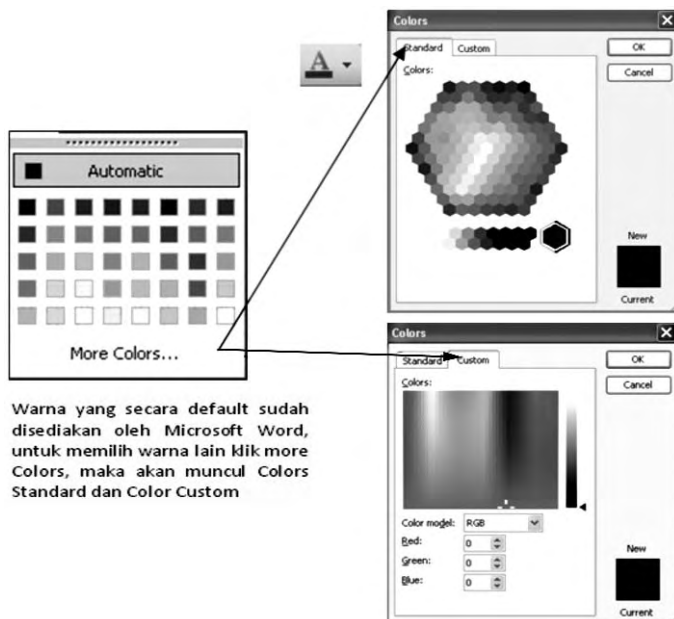 Colors
Standard Custom
OK
Cancel
Colors:
New
Current
A
Automatic
More Colors...
Warna yang secara default sudah
disediakan oleh Microsoft Word,
untuk memilih warna lain klik more
Colors, maka akan muncul Colors
Standard dan Color Custom
Colors
Standard Custom
OK
Cancel
Colors:
Color model: RGB
Red: 0
Green: 0
Blue: 0
New
Current